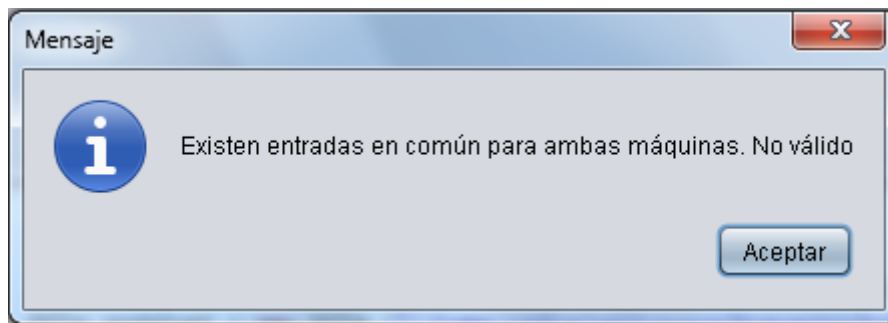 Mensaje
Existen entradas en común para ambas máquinas. No válido
Aceptar